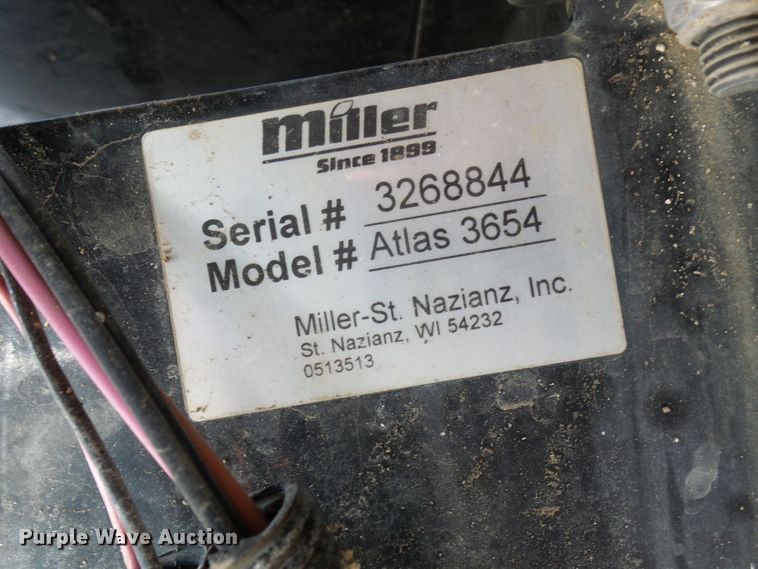 miller
Since 1899
Serial # 3268844
Model # Atlas 3654
Miller-St. Nazianz, Inc.
St. Nazianz, WI 54232
0513513
Purple Wave Auction